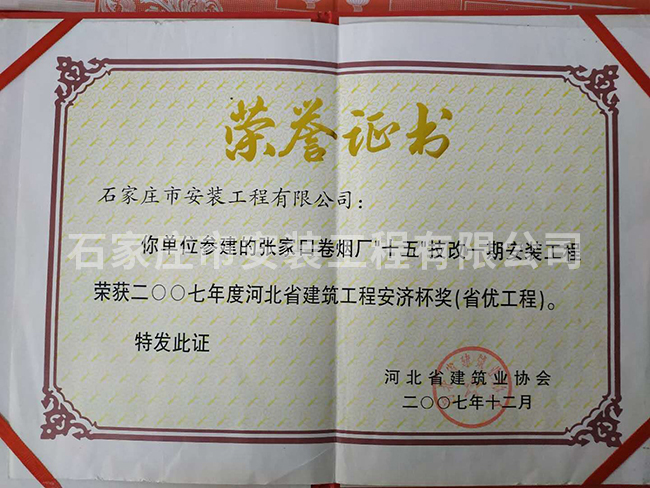 荣誉证书
石家庄市安装工程有限公司：
你单位参建的张家口卷烟厂"十五"技改一期安装工程
石家庄市安装工程有限公司
荣获二〇〇七年度河北省建筑工程安济杯奖(省优工程)。
特发此证
河北省建筑业协会
二〇〇七年十二月